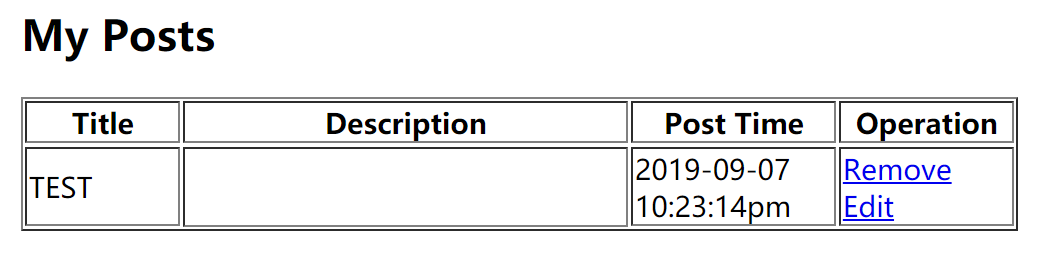 My Posts
Title Description Post Time Operation
TEST 2019-09-07 Remove
10:23:14pm Edit